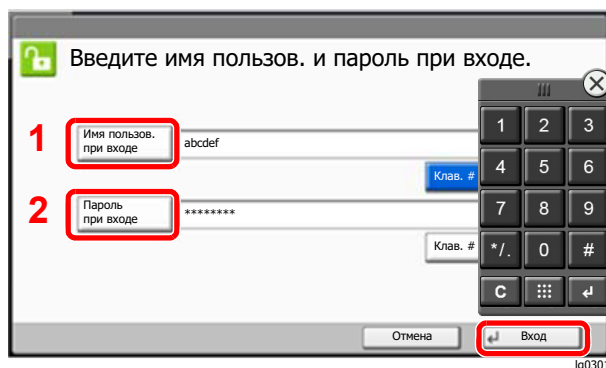 Введите имя пользов. и пароль при входе.
1
Имя пользов.
при входе
abcdef
Клав. #
2
Пароль
при входе
********
Клав. #
1 2 3
4 5 6
7 8 9
*/. 0 #
C
Отмена
Вход
lo0301